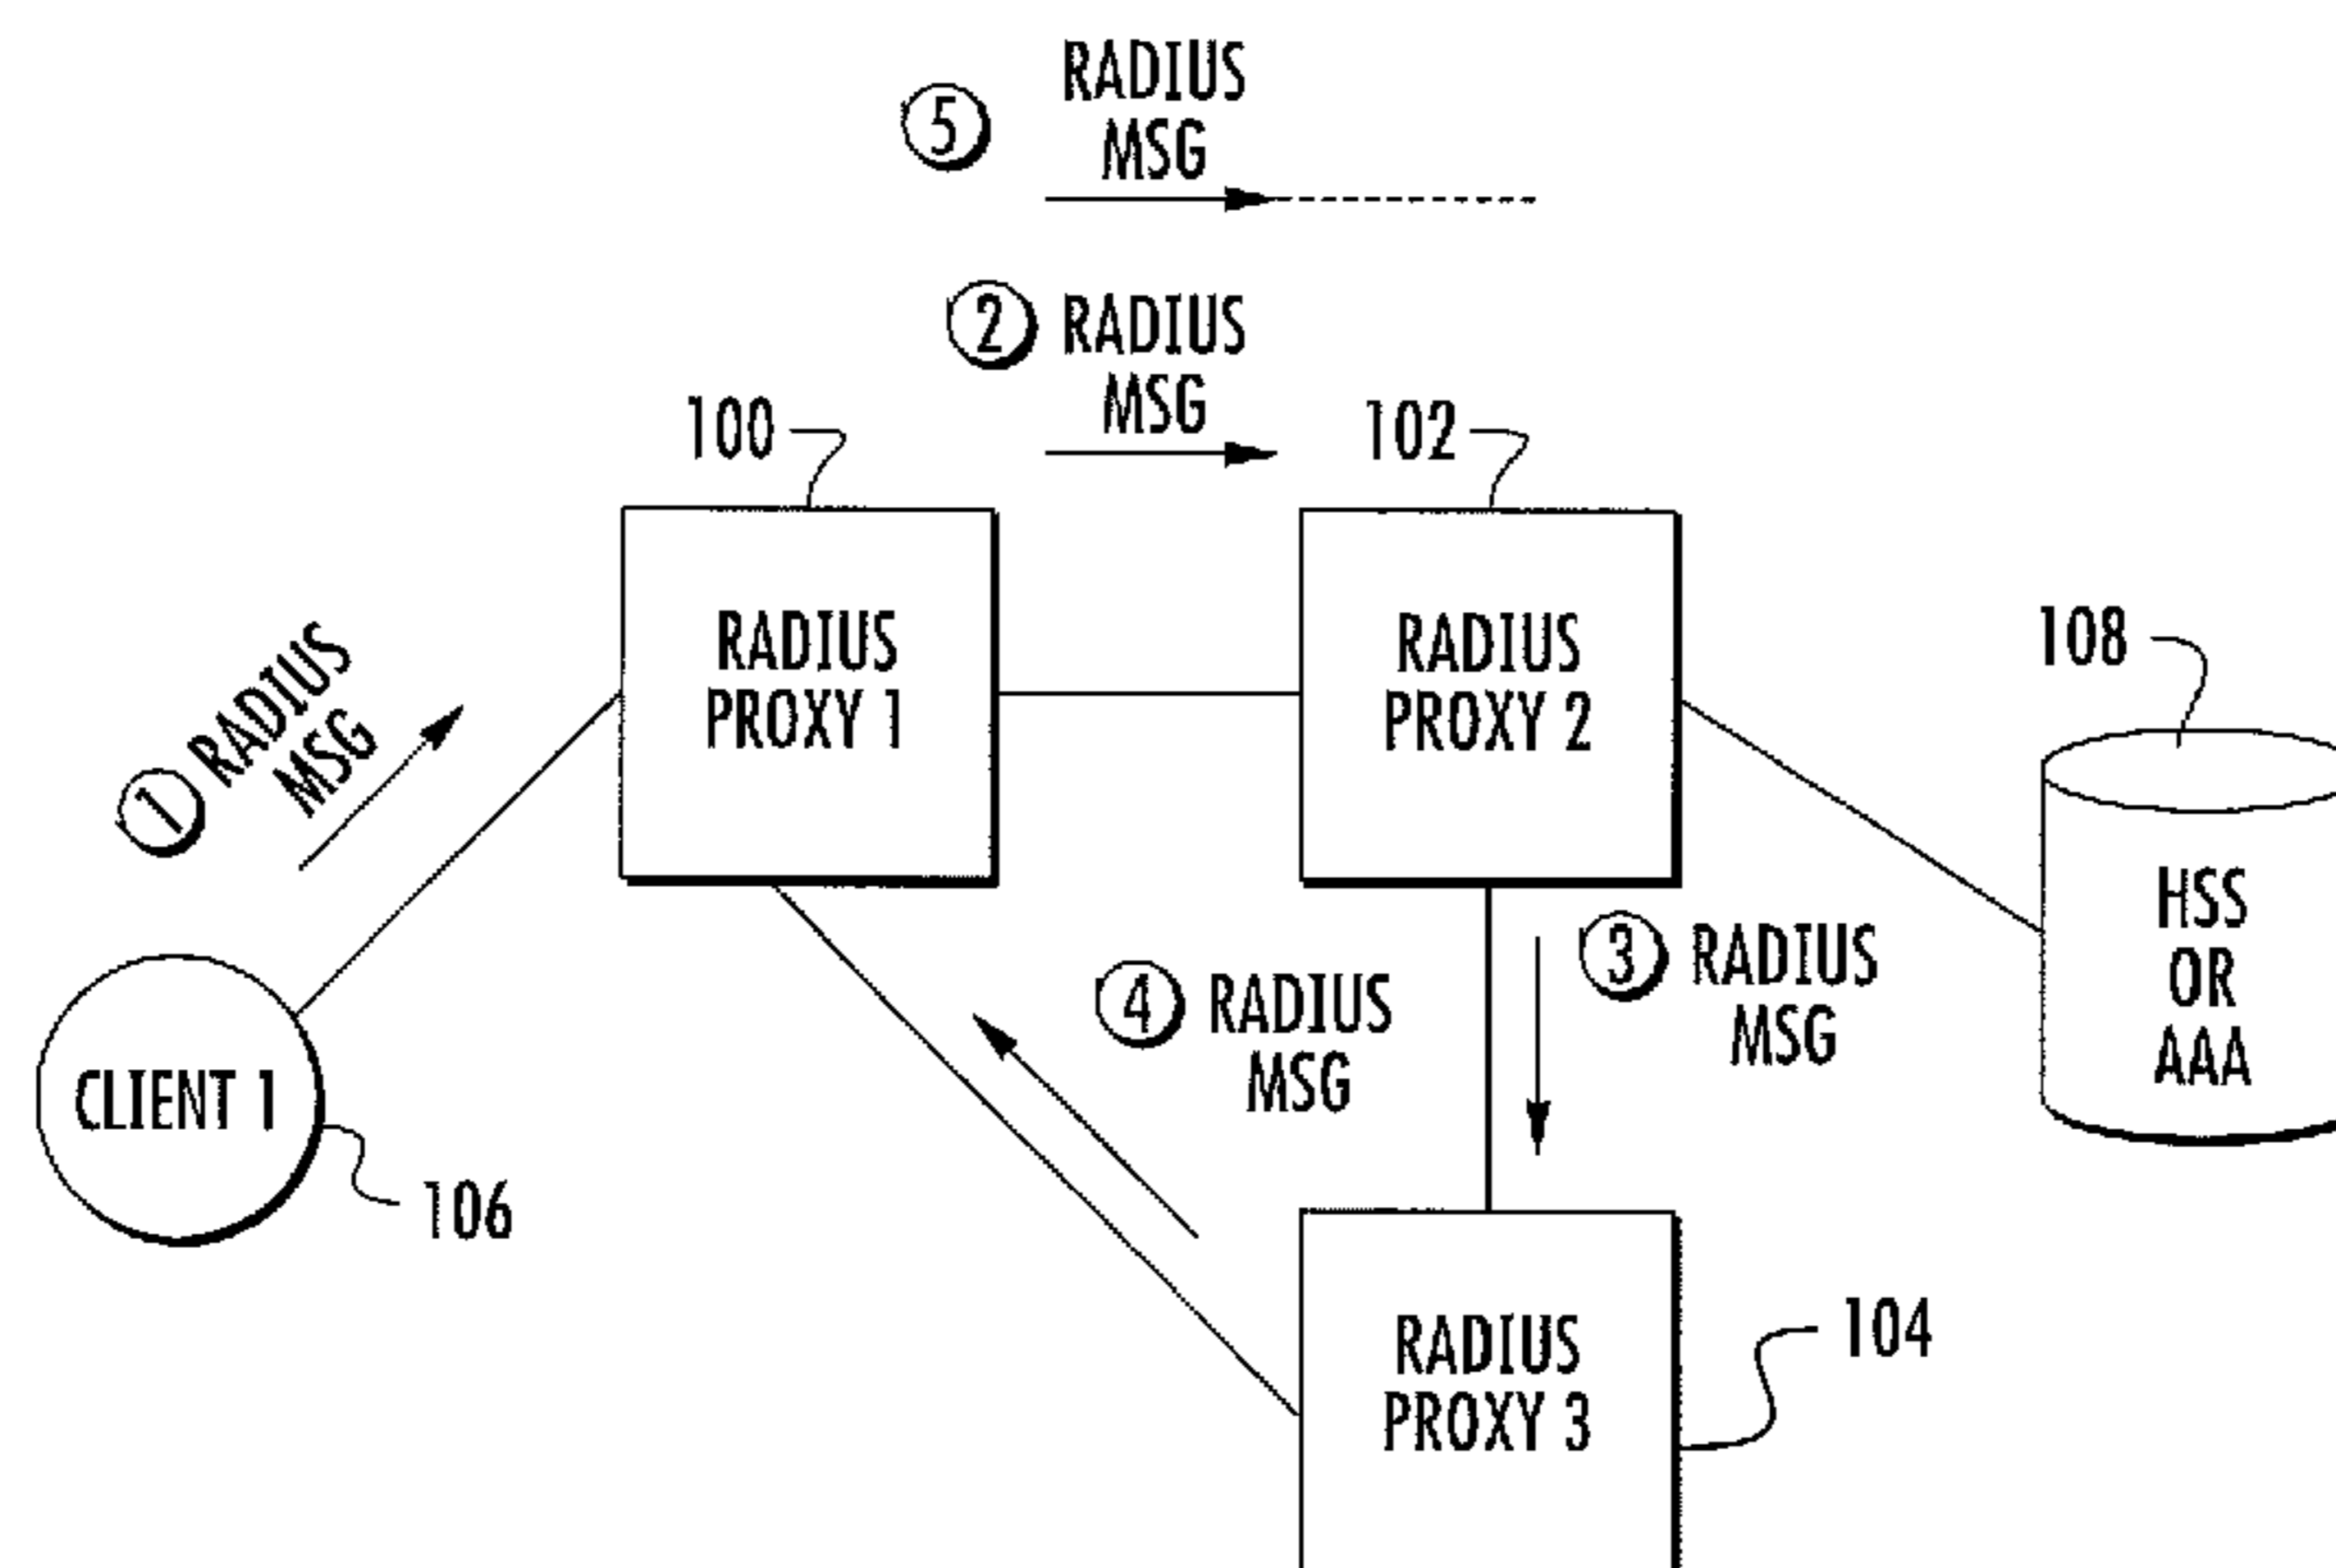 5 RADIUS
MSG
2 RADIUS
MSG
100
102
RADIUS
PROXY 1
RADIUS
PROXY 2
108
1 RADIUS
MSG
HSS
OR
AAA
3 RADIUS
MSG
4 RADIUS
MSG
CLIENT 1
106
RADIUS
PROXY 3
104